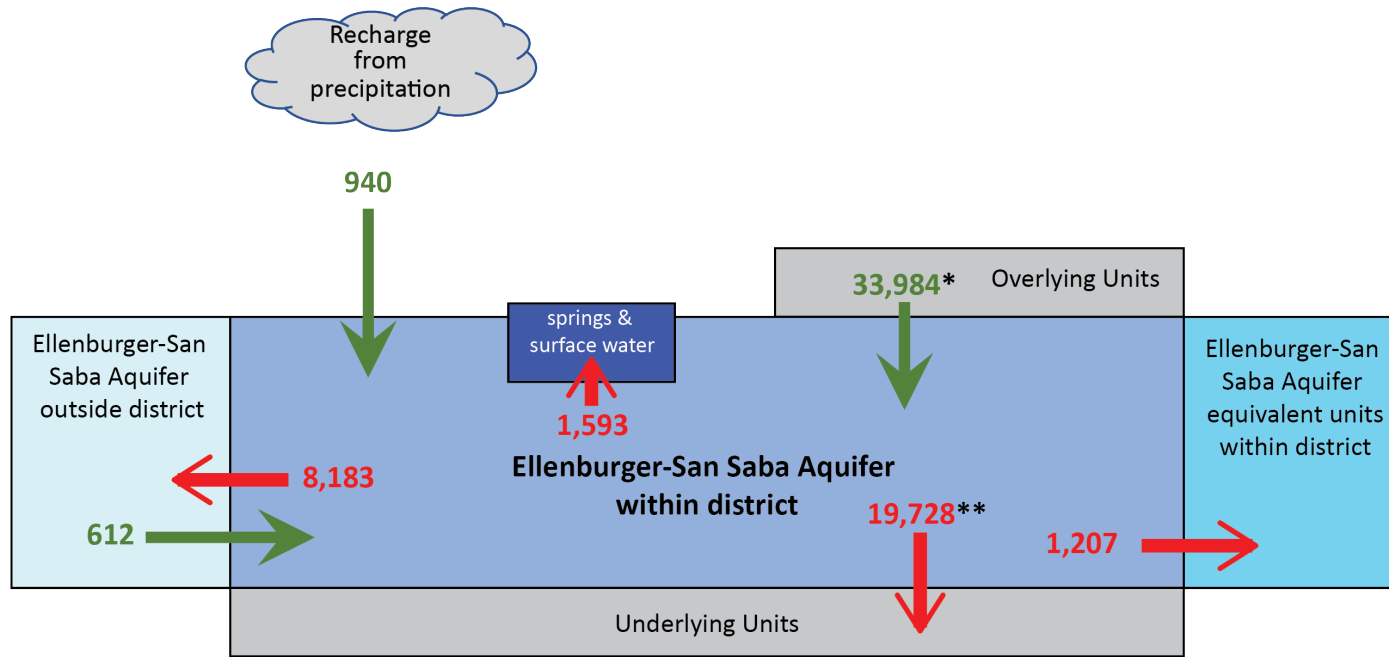 Recharge
from
precipitation
940
33,984*
Overlying Units
springs &
surface water
1,593
Ellenburger-San
Saba Aquifer
outside district
Ellenburger-San
Saba Aquifer
equivalent units
within district
Ellenburger-San Saba Aquifer
within district
8,183
612
19,728**
1,207
Underlying Units